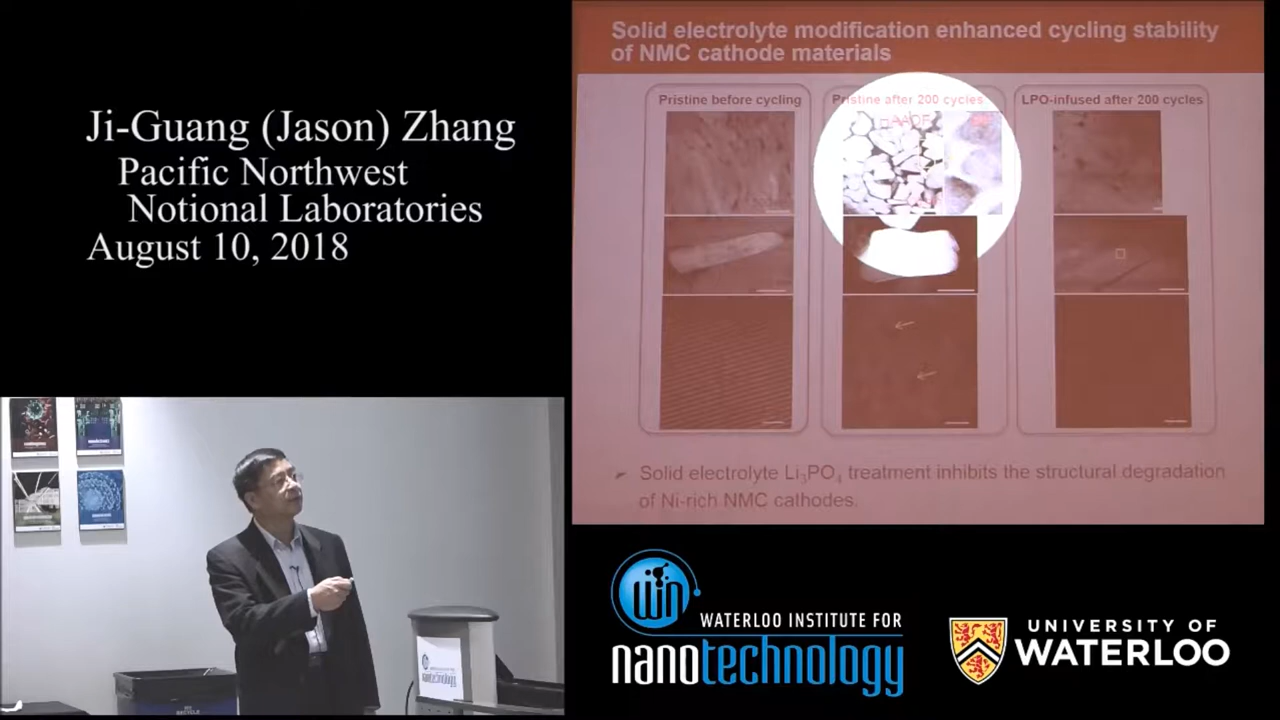 Ji-Guang (Jason) Zhang
Pacific Northwest
Notional Laboratories
August 10, 2018
Solid electrolyte modification enhanced cycling stability
of NMC cathode materials
Pristine before cycling
Pristine after 200 cycles
LPO-infused after 200 cycles
HAADF
Solid electrolyte Li₃PO₄ treatment inhibits the structural degradation
of Ni-rich NMC cathodes.
win
WATERLOO INSTITUTE FOR
nanotechnology
UNIVERSITY OF
WATERLOO
nanotechnology